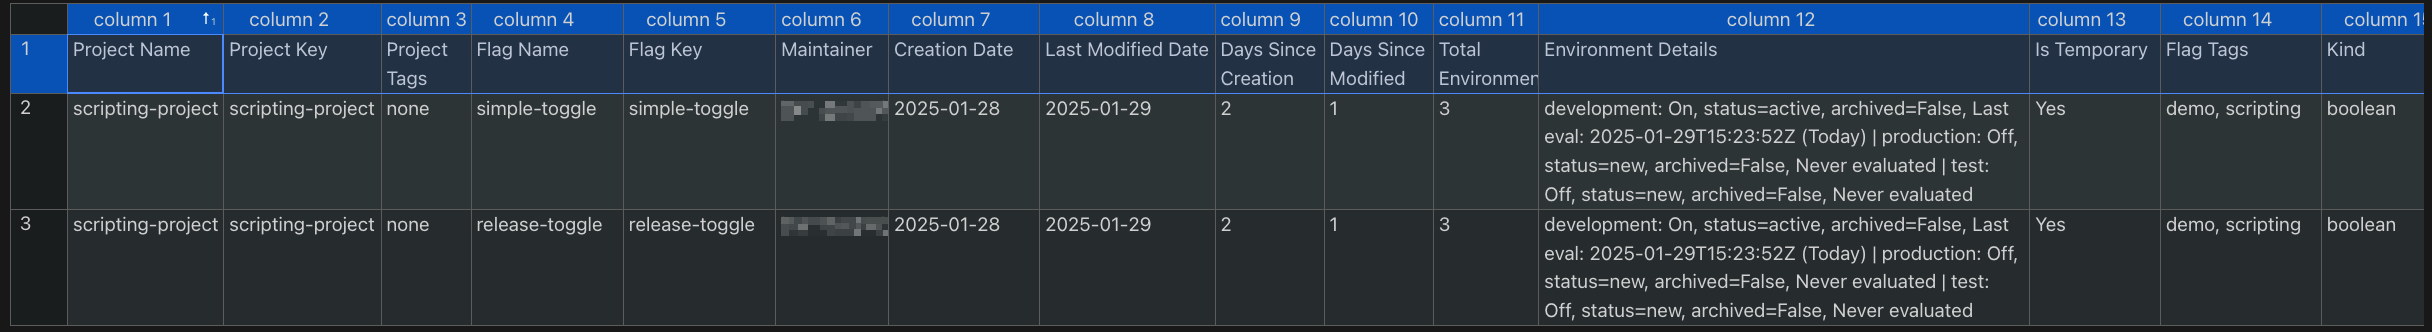 column 1 ↑1 column 2 column 3 column 4 column 5 column 6 column 7 column 8 column 9 column 10 column 11 column 12 column 13 column 14 column 1
1 Project Name Project Key Project Flag Name Flag Key Maintainer Creation Date Last Modified Date Days Since Days Since Total Environment Details Is Temporary Flag Tags Kind
Tags Creation Modified Environmen
2 scripting-project scripting-project none simple-toggle simple-toggle 2025-01-28 2025-01-29 2 1 3 development: On, status=active, archived=False, Last Yes demo, scripting boolean
eval: 2025-01-29T15:23:52Z (Today) | production: Off,
status=new, archived=False, Never evaluated | test:
Off, status=new, archived=False, Never evaluated
3 scripting-project scripting-project none release-toggle release-toggle 2025-01-28 2025-01-29 2 1 3 development: On, status=active, archived=False, Last Yes demo, scripting boolean
eval: 2025-01-29T15:23:52Z (Today) | production: Off,
status=new, archived=False, Never evaluated | test:
Off, status=new, archived=False, Never evaluated